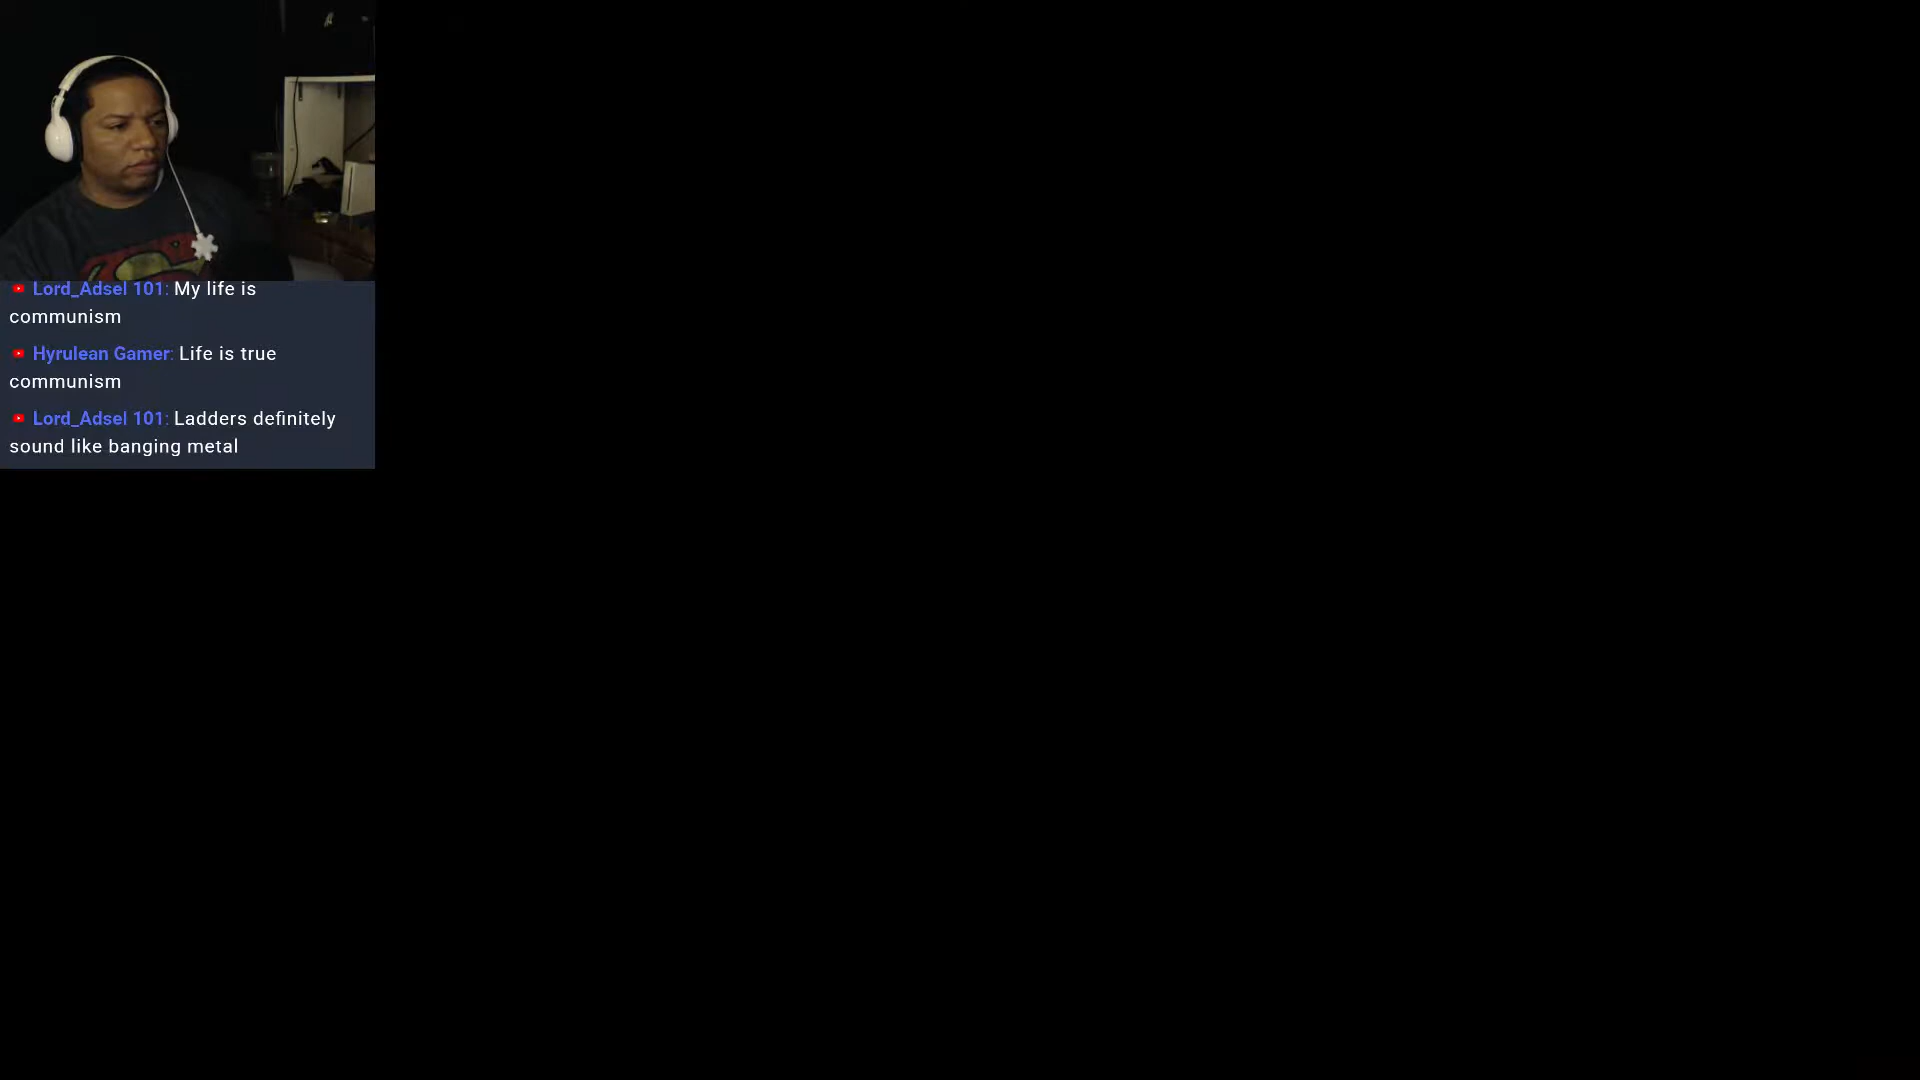 Lord_Adsel 101: My life is
communism
Hyrulean Gamer: Life is true
communism
Lord_Adsel 101: Ladders definitely
sound like banging metal